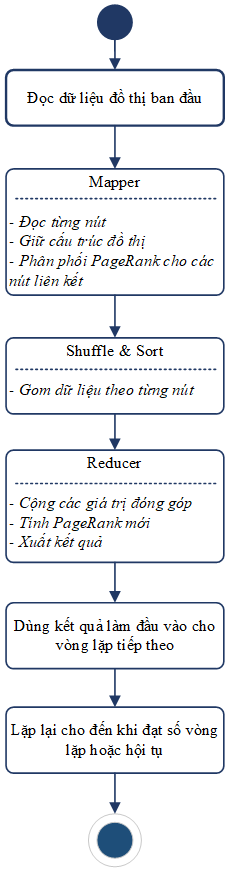 Đọc dữ liệu đồ thị ban đầu
Mapper
- Đọc từng nút
- Giữ cấu trúc đồ thị
- Phân phối PageRank cho các
nút liên kết
Shuffle & Sort
- Gom dữ liệu theo từng nút
Reducer
- Cộng các giá trị đóng góp
- Tính PageRank mới
- Xuất kết quả
Dùng kết quả làm đầu vào cho
vòng lặp tiếp theo
Lặp lại cho đến khi đạt số vòng
lặp hoặc hội tụ